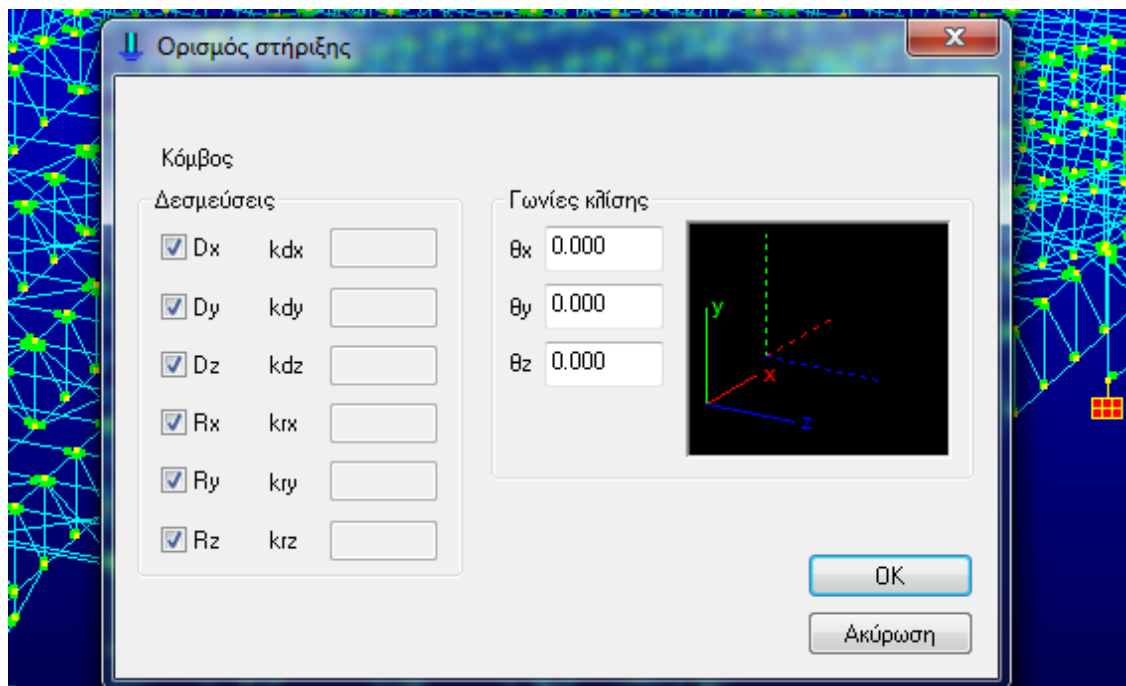 Ορισμός στήριξης
Κόμβος
Δεσμεύσεις
Dx kdx
Dy kdy
Dz kdz
Rx krx
Ry kry
Rz krz
Γωνίες κλίσης
θx 0.000
θy 0.000
θz 0.000
y
x
z
OK
Ακύρωση